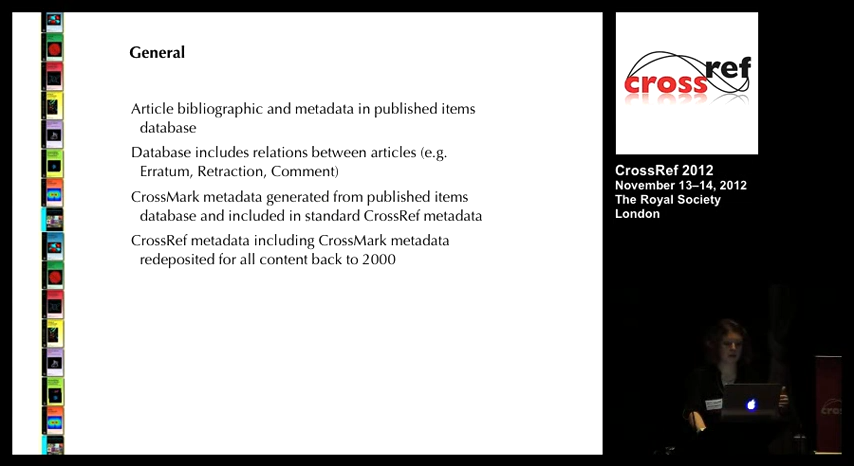 General
Article bibliographic and metadata in published items
database
Database includes relations between articles (e.g.
Erratum, Retraction, Comment)
CrossMark metadata generated from published items
database and included in standard CrossRef metadata
CrossRef metadata including CrossMark metadata
redeposited for all content back to 2000
crossref
CrossRef 2012
November 13–14, 2012
The Royal Society
London